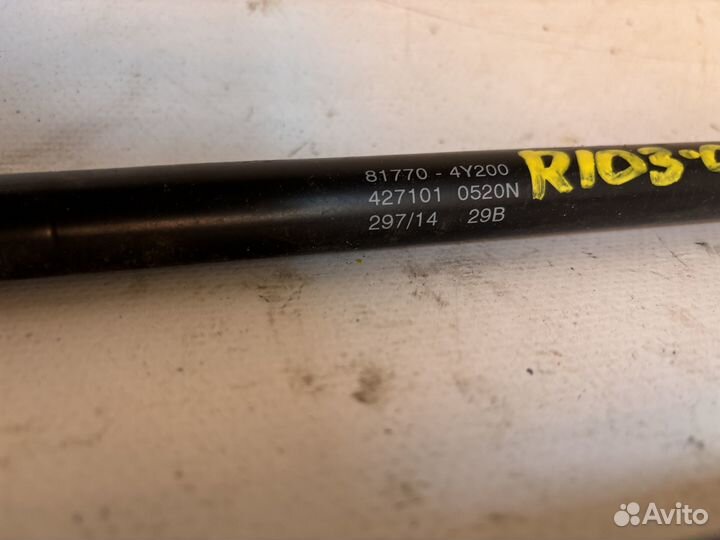 81770 - 4Y200
427101 0520N
297/14 29B
RIO3-
Avito